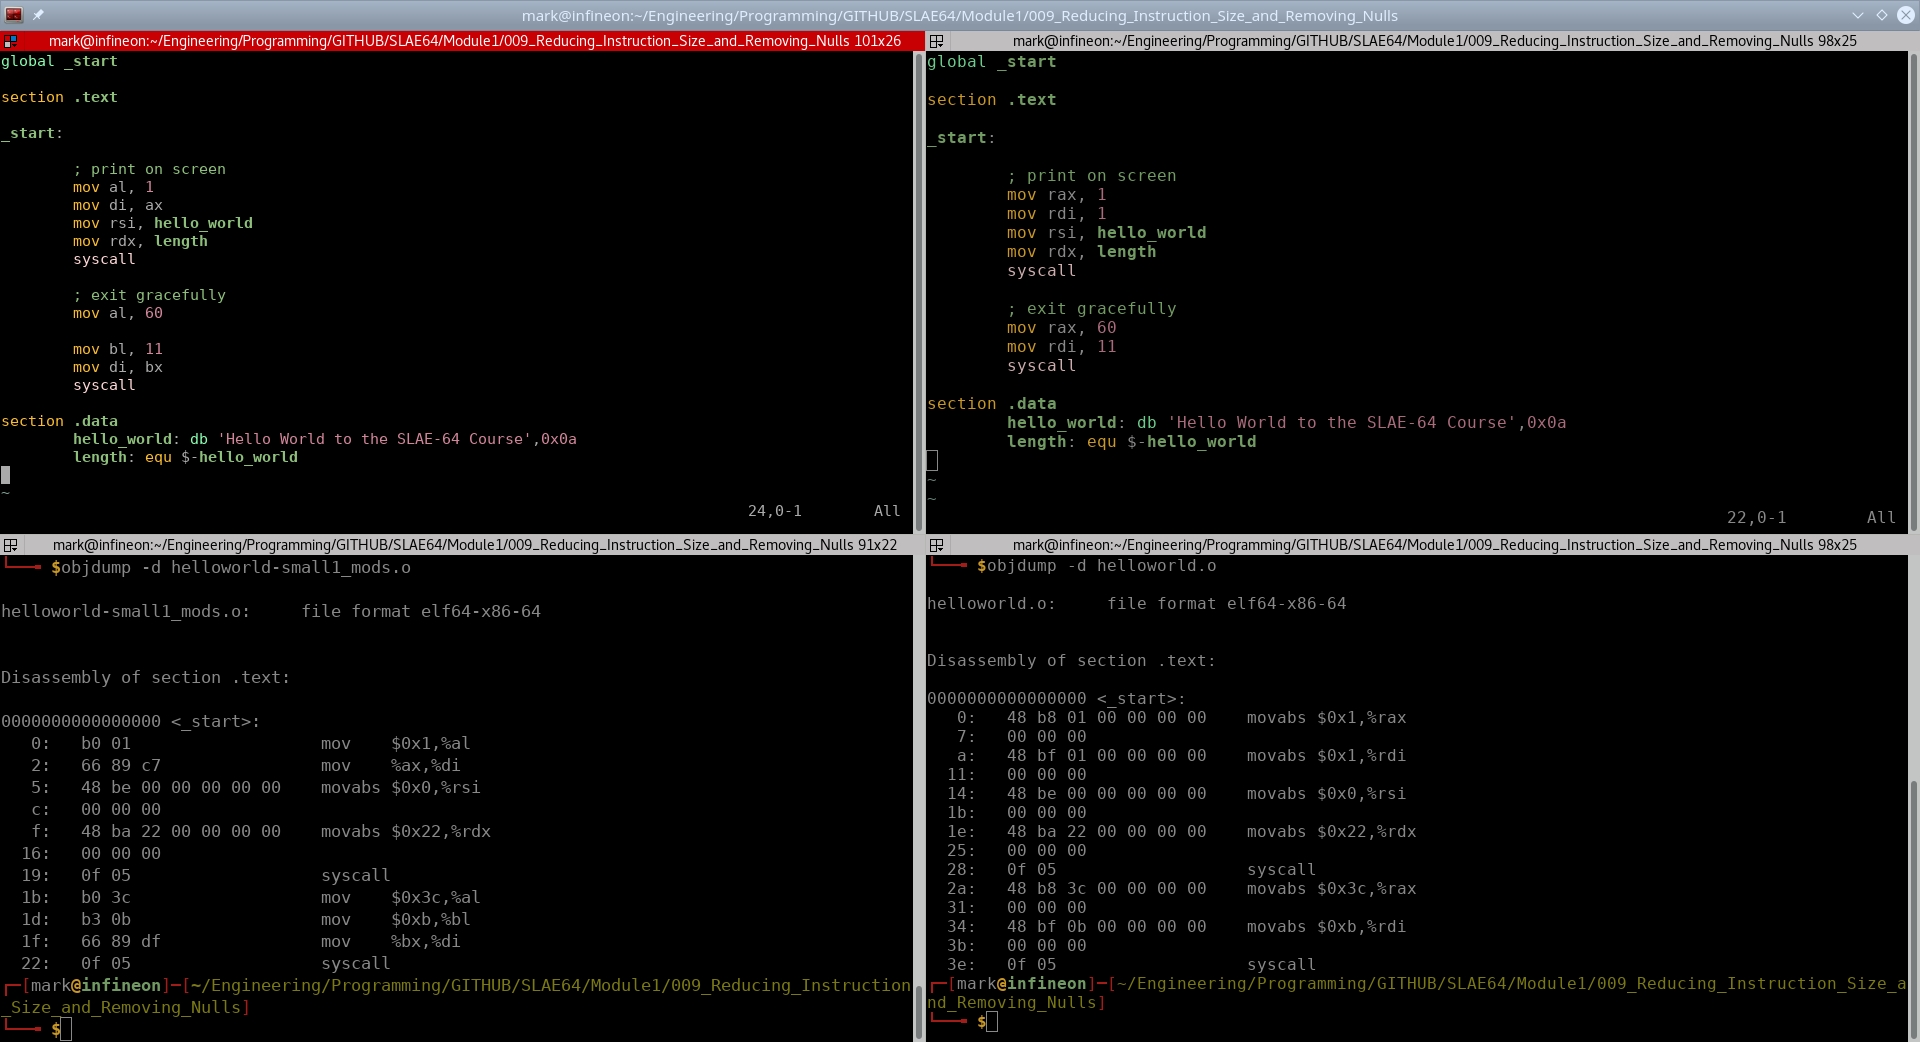 mark@infineon:~/Engineering/Programming/GITHUB/SLAE64/Module1/009_Reducing_Instruction_Size_and_Removing_Nulls
mark@infineon:~/Engineering/Programming/GITHUB/SLAE64/Module1/009_Reducing_Instruction_Size_and_Removing_Nulls 101x26
global _start
section .text
_start:
; print on screen
mov al, 1
mov di, ax
mov rsi, hello_world
mov rdx, length
syscall
; exit gracefully
mov al, 60
mov bl, 11
mov di, bx
syscall
section .data
hello_world: db 'Hello World to the SLAE-64 Course',0x0a
length: equ $-hello_world
~
24,0-1 All
mark@infineon:~/Engineering/Programming/GITHUB/SLAE64/Module1/009_Reducing_Instruction_Size_and_Removing_Nulls 98x25
global _start
section .text
_start:
; print on screen
mov rax, 1
mov rdi, 1
mov rsi, hello_world
mov rdx, length
syscall
; exit gracefully
mov rax, 60
mov rdi, 11
syscall
section .data
hello_world: db 'Hello World to the SLAE-64 Course',0x0a
length: equ $-hello_world
~
~
22,0-1 All
mark@infineon:~/Engineering/Programming/GITHUB/SLAE64/Module1/009_Reducing_Instruction_Size_and_Removing_Nulls 91x22
$objdump -d helloworld-small1_mods.o
helloworld-small1_mods.o: file format elf64-x86-64
Disassembly of section .text:
0000000000000000 <_start>:
0: b0 01 mov $0x1,%al
2: 66 89 c7 mov %ax,%di
5: 48 be 00 00 00 00 00 movabs $0x0,%rsi
c: 00 00 00
f: 48 ba 22 00 00 00 00 movabs $0x22,%rdx
16: 00 00 00
19: 0f 05 syscall
1b: b0 3c mov $0x3c,%al
1d: b3 0b mov $0xb,%bl
1f: 66 89 df mov %bx,%di
22: 0f 05 syscall
[mark@infineon]─[~/Engineering/Programming/GITHUB/SLAE64/Module1/009_Reducing_Instruction
_Size_and_Removing_Nulls]
$
mark@infineon:~/Engineering/Programming/GITHUB/SLAE64/Module1/009_Reducing_Instruction_Size_and_Removing_Nulls 98x25
$objdump -d helloworld.o
helloworld.o: file format elf64-x86-64
Disassembly of section .text:
0000000000000000 <_start>:
0: 48 b8 01 00 00 00 00 movabs $0x1,%rax
7: 00 00 00
a: 48 bf 01 00 00 00 00 movabs $0x1,%rdi
11: 00 00 00
14: 48 be 00 00 00 00 00 movabs $0x0,%rsi
1b: 00 00 00
1e: 48 ba 22 00 00 00 00 movabs $0x22,%rdx
25: 00 00 00
28: 0f 05 syscall
2a: 48 b8 3c 00 00 00 00 movabs $0x3c,%rax
31: 00 00 00
34: 48 bf 0b 00 00 00 00 movabs $0xb,%rdi
3b: 00 00 00
3e: 0f 05 syscall
[mark@infineon]─[~/Engineering/Programming/GITHUB/SLAE64/Module1/009_Reducing_Instruction_Size_a
nd_Removing_Nulls]
$